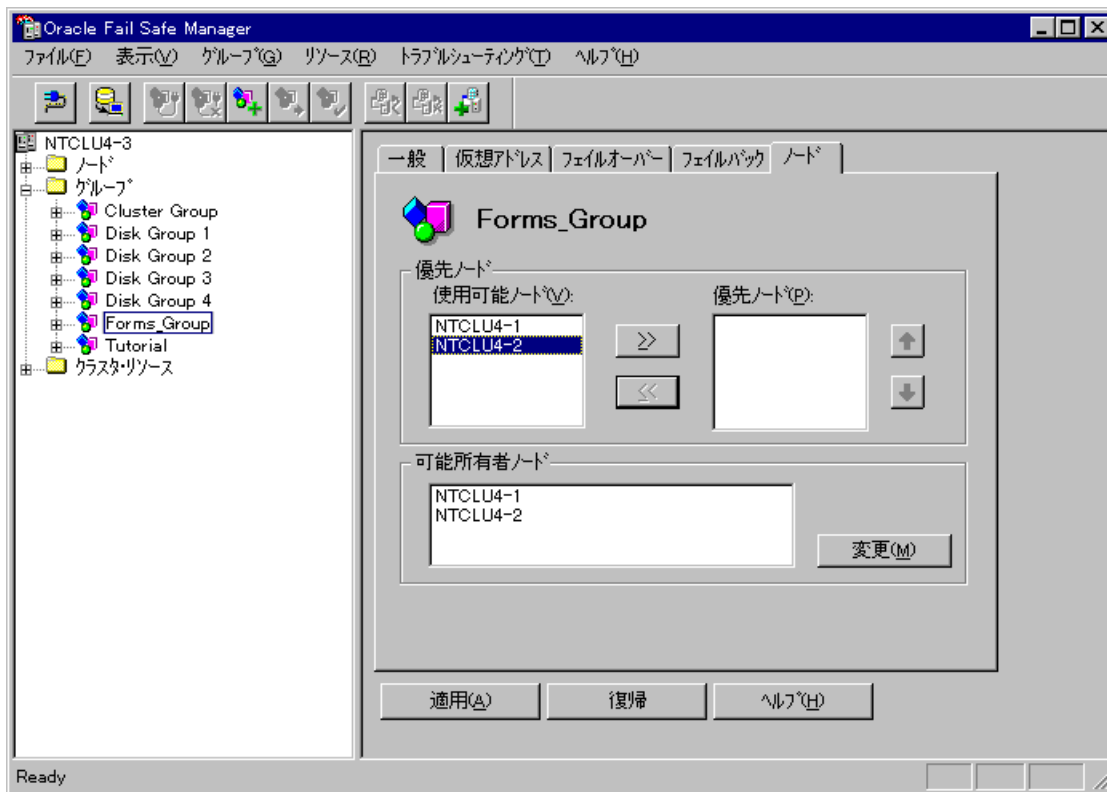 Oracle Fail Safe Manager
ファイル(F) 表示(V) グループ(G) リソース(R) トラブルシューティング(T) ヘルプ(H)
NTCLU4-3
ノード
グループ
Cluster Group
Disk Group 1
Disk Group 2
Disk Group 3
Disk Group 4
Forms_Group
Tutorial
クラスタ・リソース
一般 仮想アドレス フェイルオーバー フェイルバック ノード
Forms_Group
優先ノード
使用可能ノード(V): 優先ノード(P):
NTCLU4-1
NTCLU4-2
>>
<<
可能所有者ノード
NTCLU4-1
NTCLU4-2
変更(M)
適用(A) 復帰 ヘルプ(H)
Ready